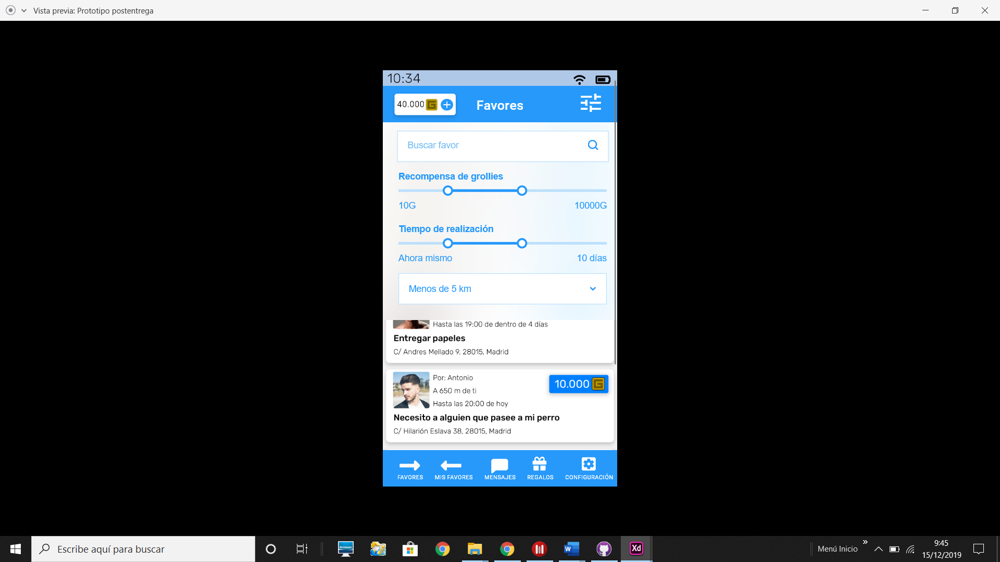 Vista previa: Prototipo postentrega
10:34
40.000 G
Favores
Buscar favor
Recompensa de grollies
10G 10000G
Tiempo de realización
Ahora mismo 10 días
Menos de 5 km
Hasta las 19:00 de dentro de 4 días
Entregar papeles
C/ Andres Mellado 9, 28015, Madrid
Por: Antonio
10.000 G
A 650 m de ti
Hasta las 20:00 de hoy
Necesito a alguien que pasee a mi perro
C/ Hilarión Eslava 38, 28015, Madrid
FAVORES MIS FAVORES MENSAJES REGALOS CONFIGURACIÓN
Escribe aquí para buscar
W
Xd
Menú Inicio
9:45
15/12/2019